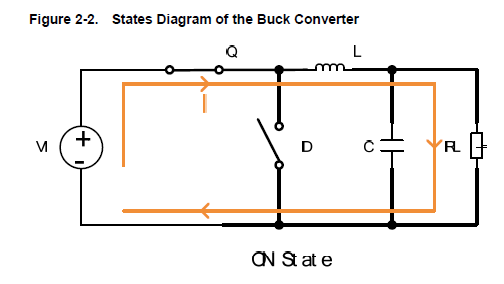 Figure 2-2. States Diagram of the Buck Converter
Q
L
I
VI
+
-
D
C
RL
ON State